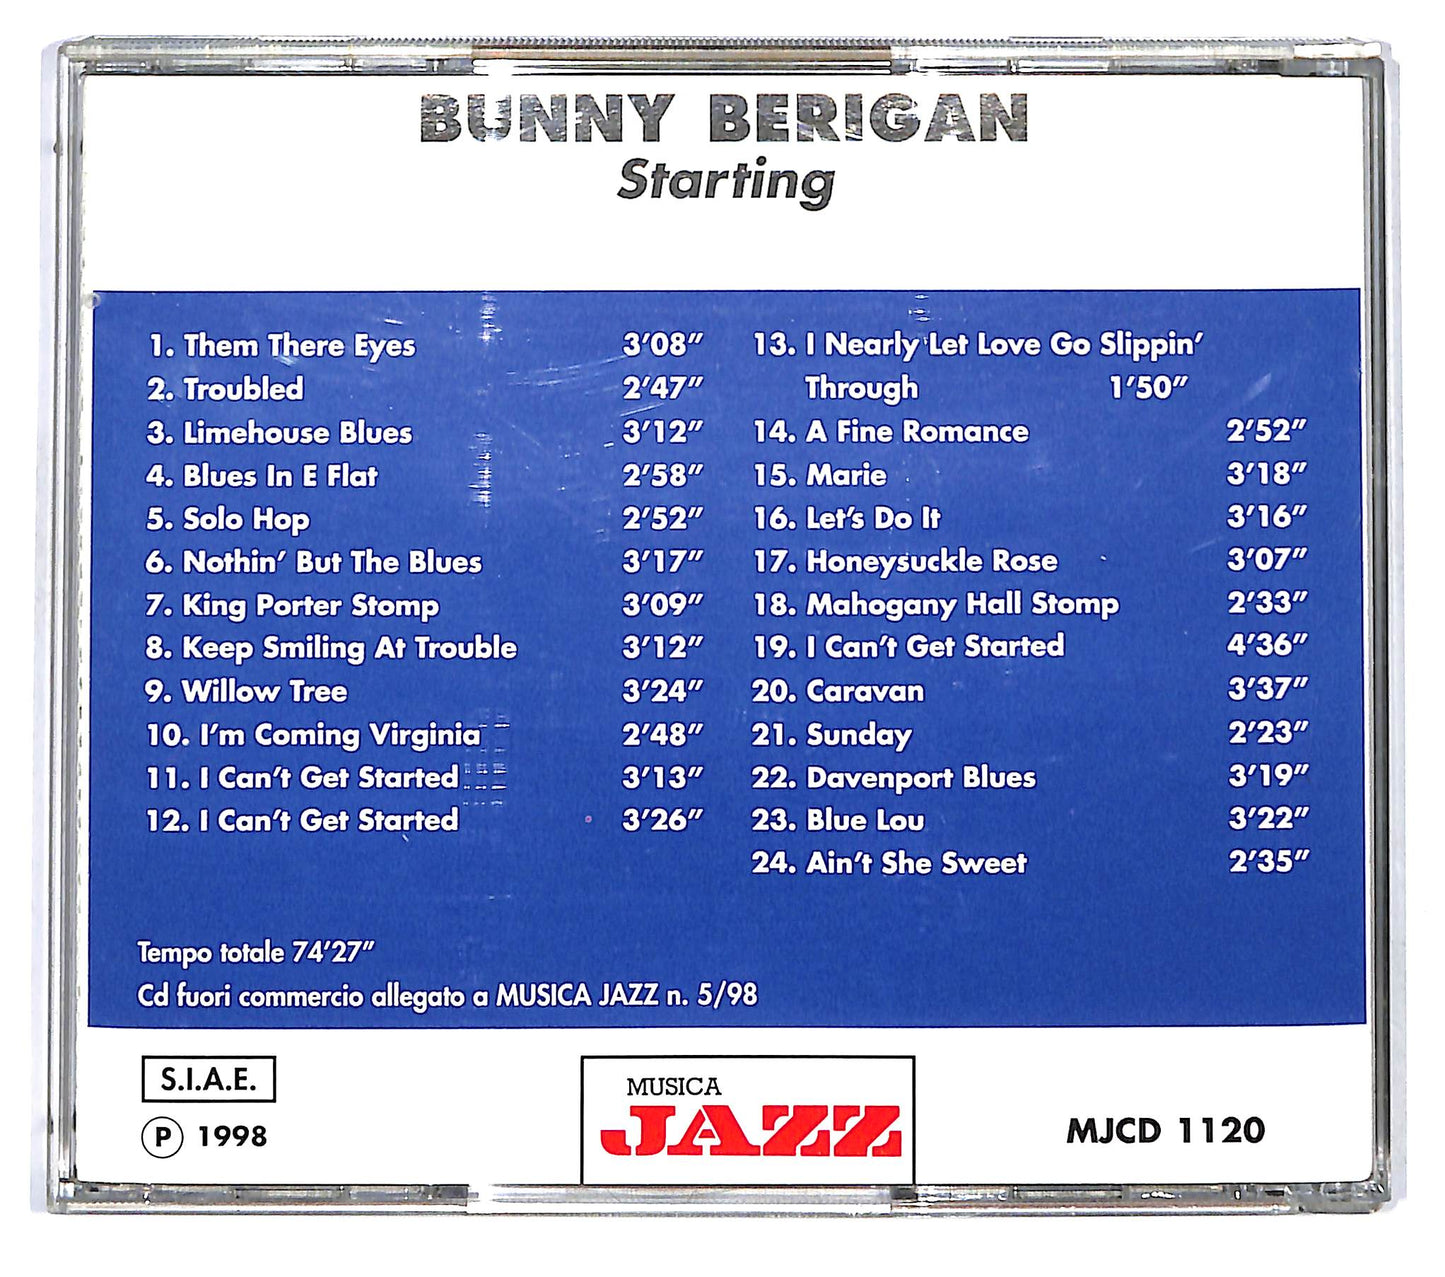 BUNNY BERIGAN
Starting
1. Them There Eyes 3'08"
2. Troubled 2'47"
3. Limehouse Blues 3'12"
4. Blues In E Flat 2'58"
5. Solo Hop 2'52"
6. Nothin' But The Blues 3'17"
7. King Porter Stomp 3'09"
8. Keep Smiling At Trouble 3'12"
9. Willow Tree 3'24"
10. I'm Coming Virginia 2'48"
11. I Can't Get Started 3'13"
12. I Can't Get Started 3'26"
13. I Nearly Let Love Go Slippin'
Through 1'50"
14. A Fine Romance 2'52"
15. Marie 3'18"
16. Let's Do It 3'16"
17. Honeysuckle Rose 3'07"
18. Mahogany Hall Stomp 2'33"
19. I Can't Get Started 4'36"
20. Caravan 3'37"
21. Sunday 2'23"
22. Davenport Blues 3'19"
23. Blue Lou 3'22"
24. Ain't She Sweet 2'35"
Tempo totale 74'27"
Cd fuori commercio allegato a MUSICA JAZZ n. 5/98
S.I.A.E.
Ⓟ 1998
MUSICA
JAZZ
MJCD 1120